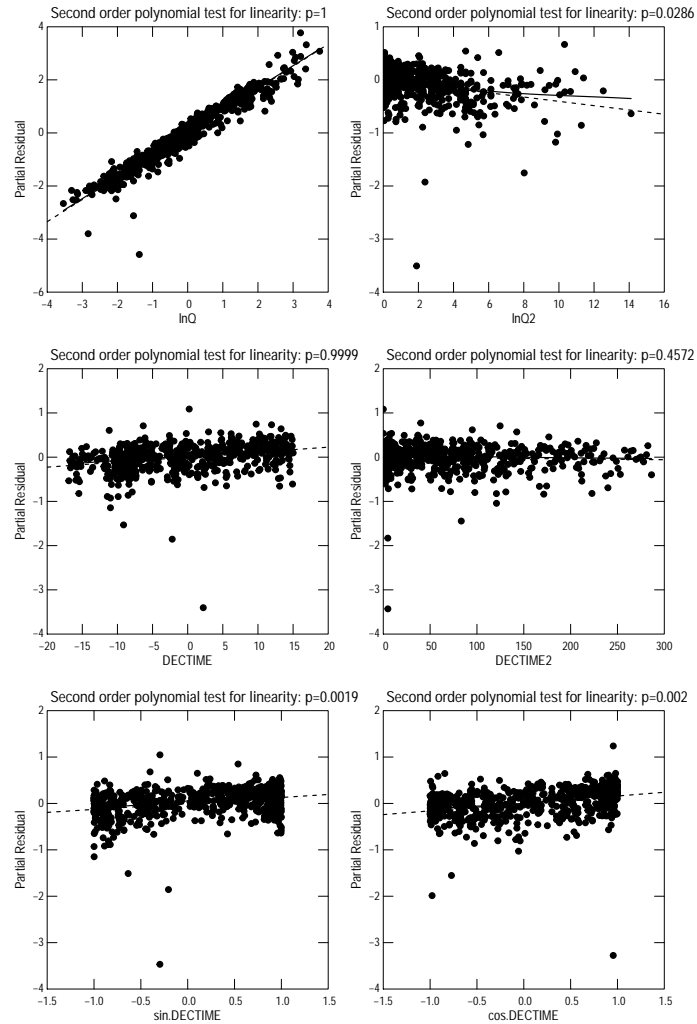 Second order polynomial test for linearity: p=1
4
2
0
−2
−4
−6
Partial Residual
−4 −3 −2 −1 0 1 2 3 4
lnQ
Second order polynomial test for linearity: p=0.0286
1
0
−1
−2
−3
−4
Partial Residual
0 2 4 6 8 10 12 14 16
lnQ2
Second order polynomial test for linearity: p=0.9999
2
1
0
−1
−2
−3
−4
Partial Residual
−20 −15 −10 −5 0 5 10 15 20
DECTIME
Second order polynomial test for linearity: p=0.4572
2
1
0
−1
−2
−3
−4
Partial Residual
0 50 100 150 200 250 300
DECTIME2
Second order polynomial test for linearity: p=0.0019
2
1
0
−1
−2
−3
−4
Partial Residual
−1.5 −1.0 −0.5 0.0 0.5 1.0 1.5
sin.DECTIME
Second order polynomial test for linearity: p=0.002
2
1
0
−1
−2
−3
−4
Partial Residual
−1.5 −1.0 −0.5 0.0 0.5 1.0 1.5
cos.DECTIME